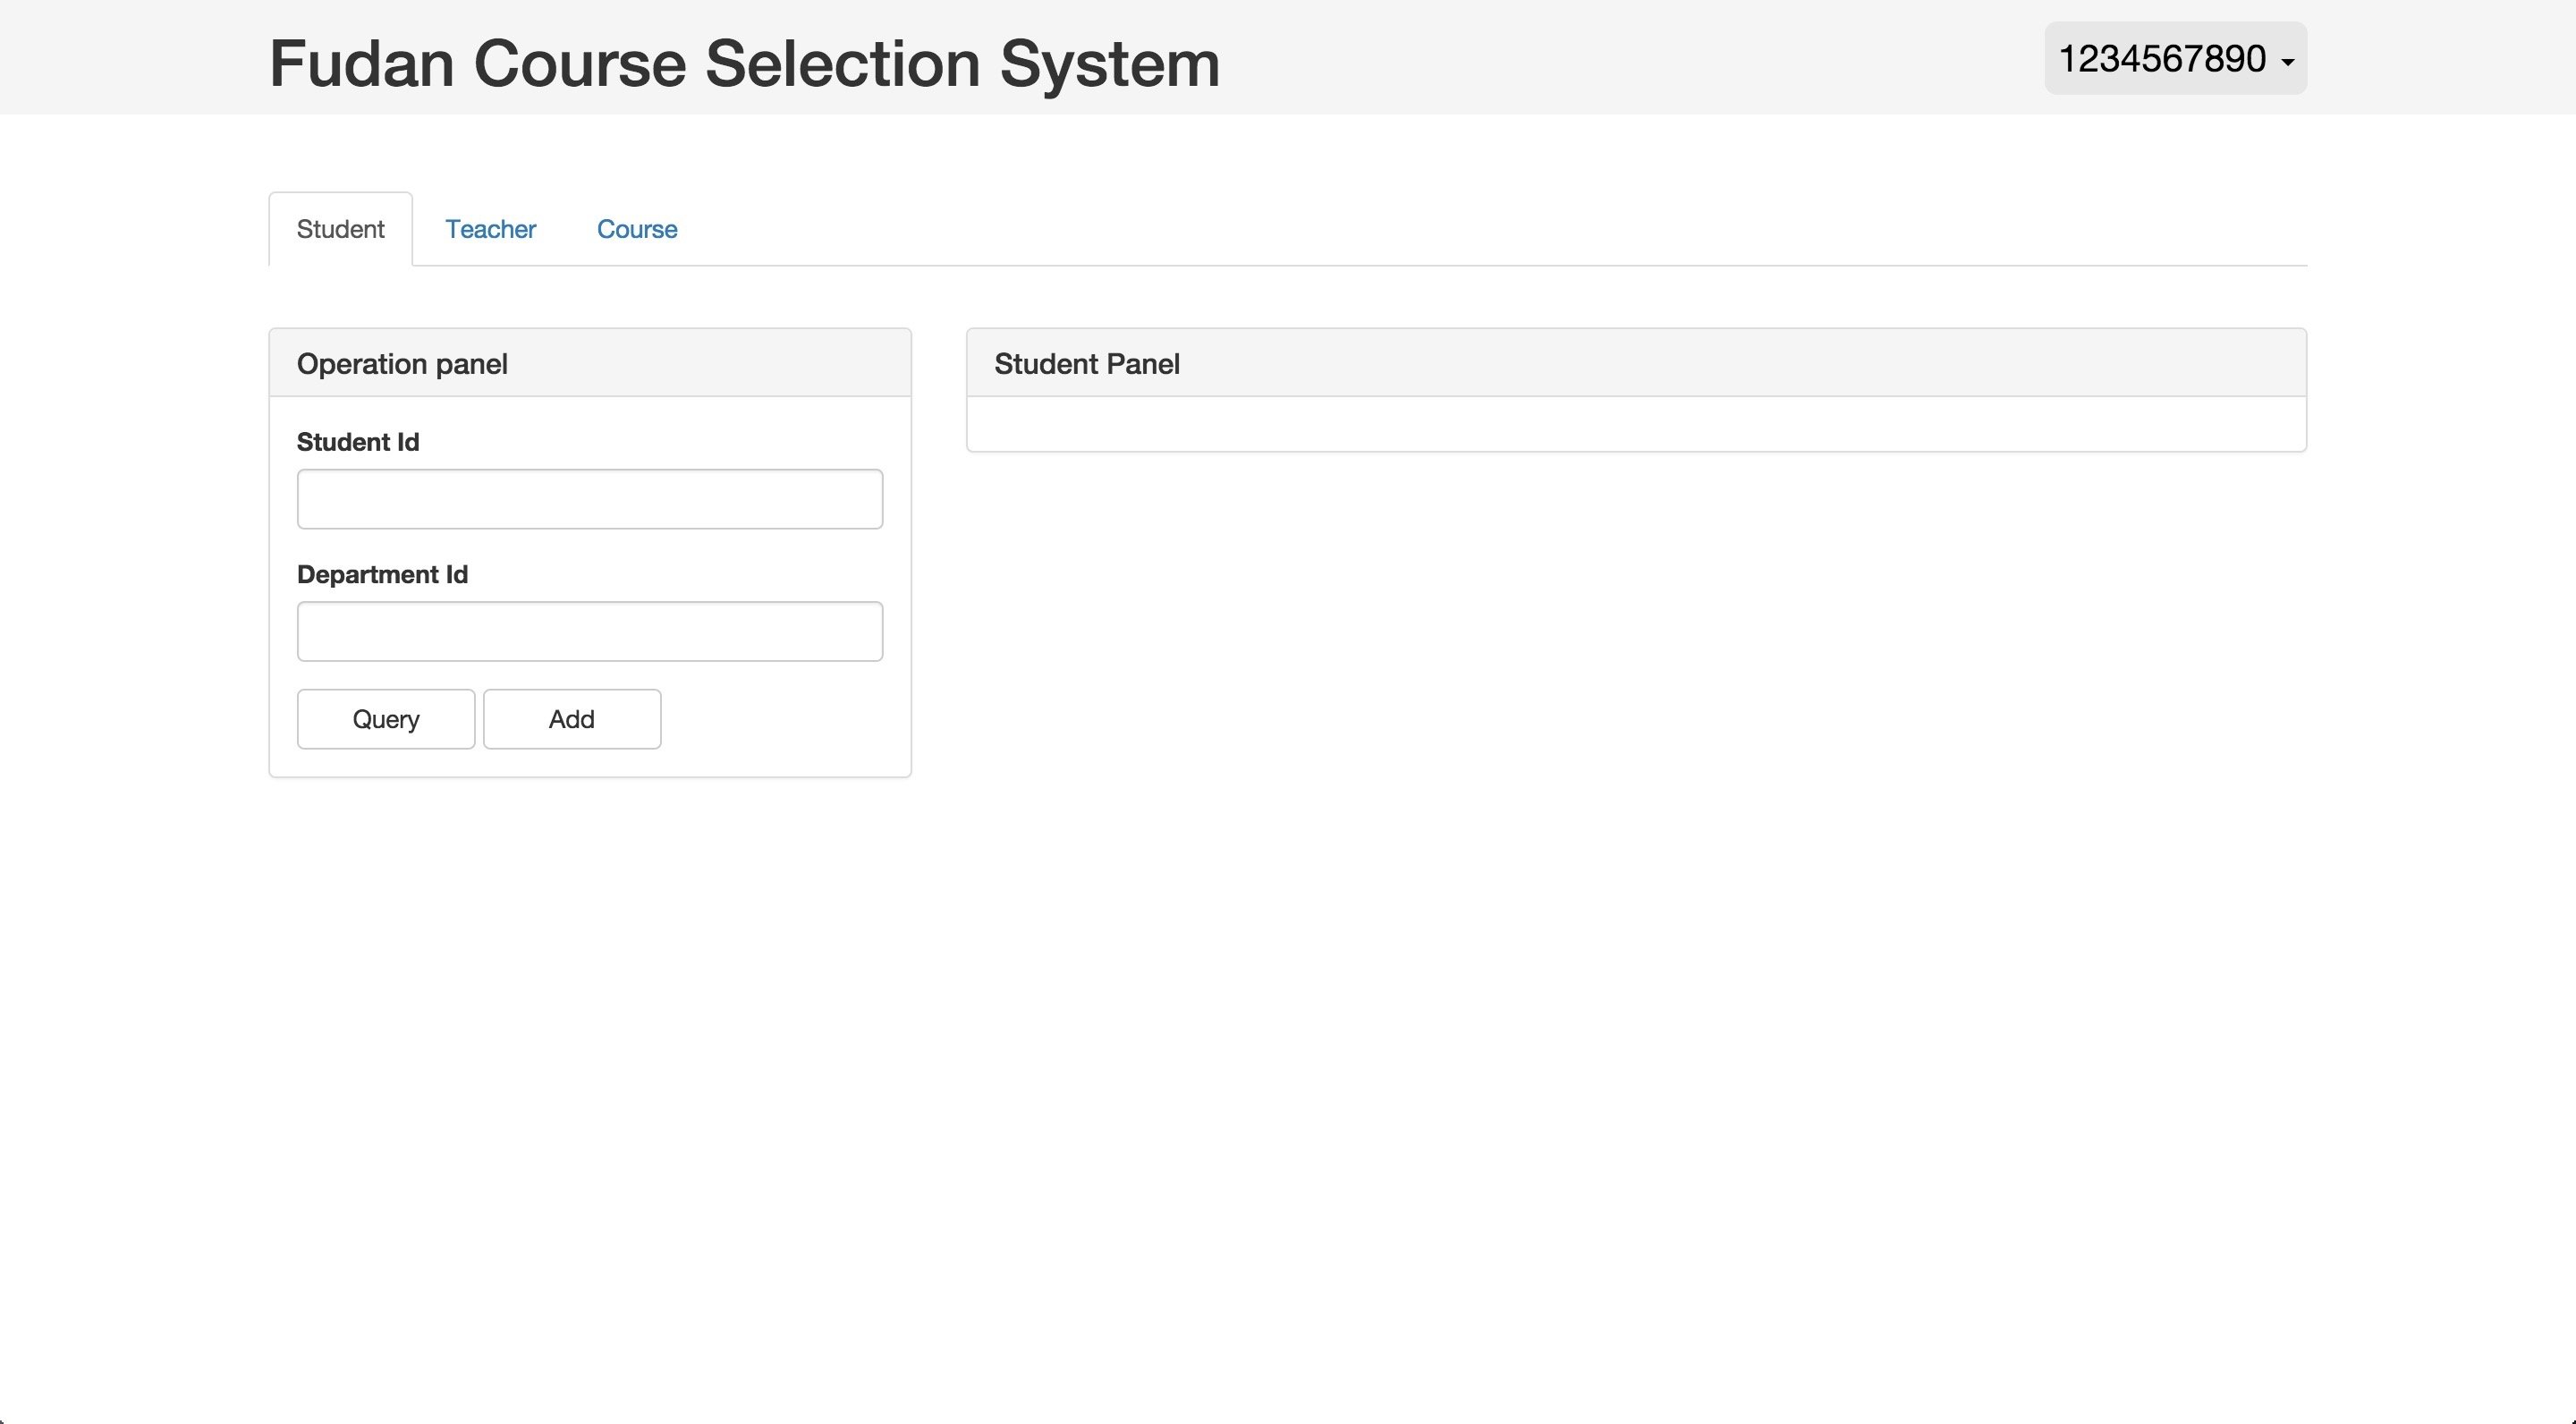 Fudan Course Selection System
1234567890
Student Teacher Course
Operation panel
Student Id
Department Id
Query Add
Student Panel